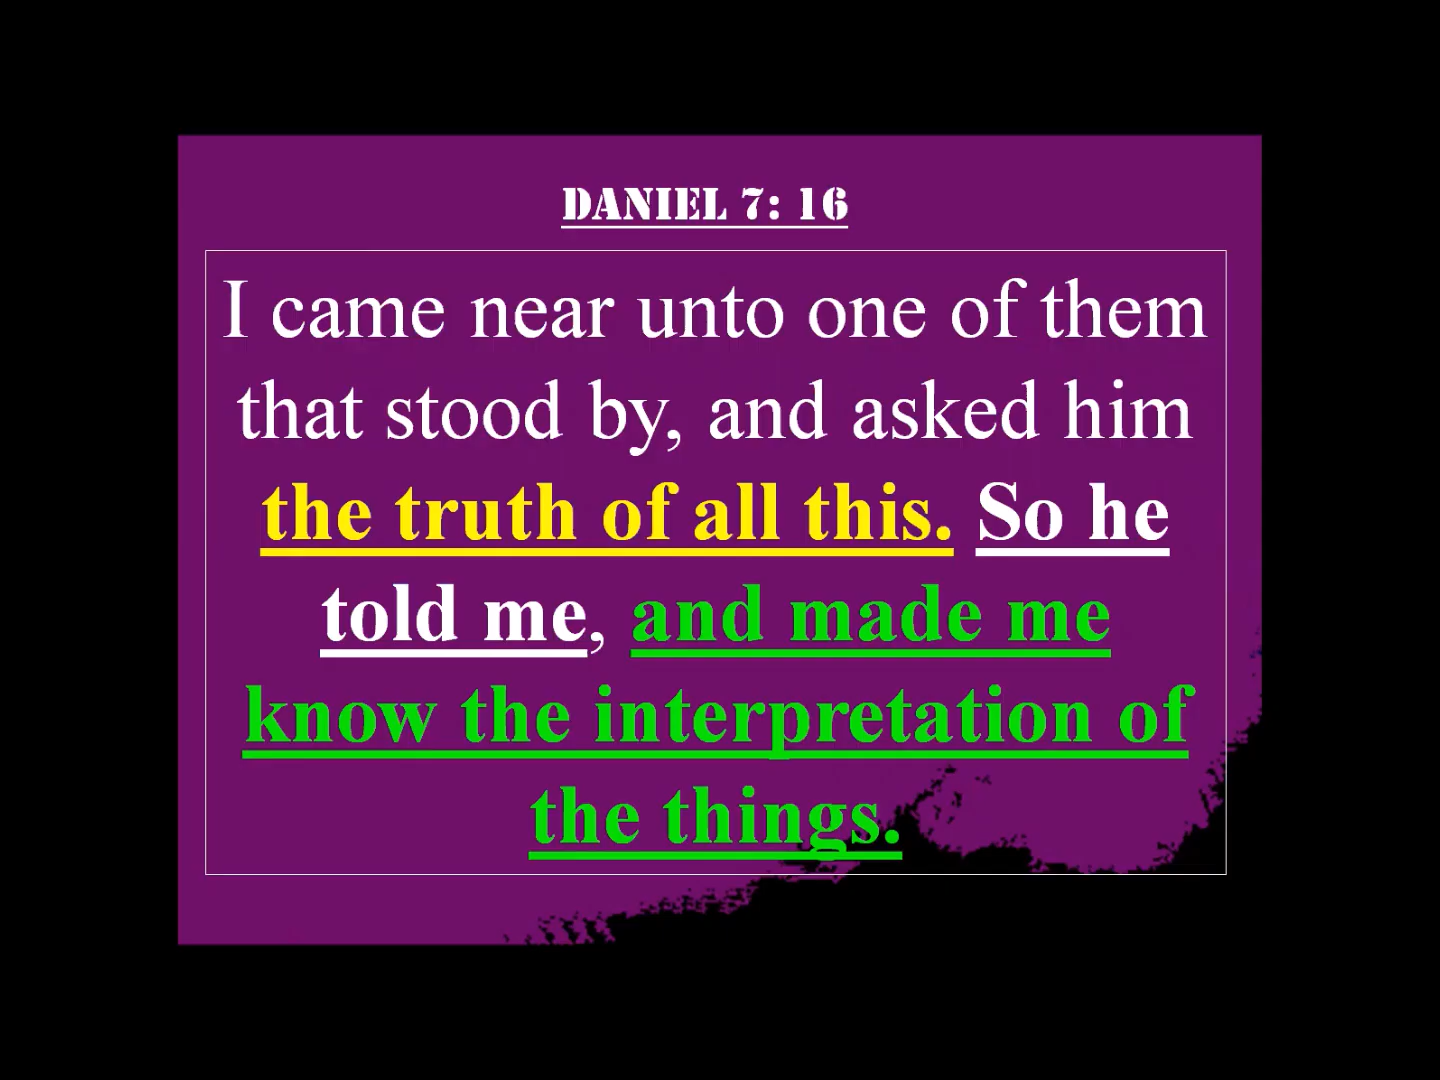 DANIEL 7: 16
I came near unto one of them
that stood by, and asked him
the truth of all this. So he
told me, and made me
know the interpretation of
the things.